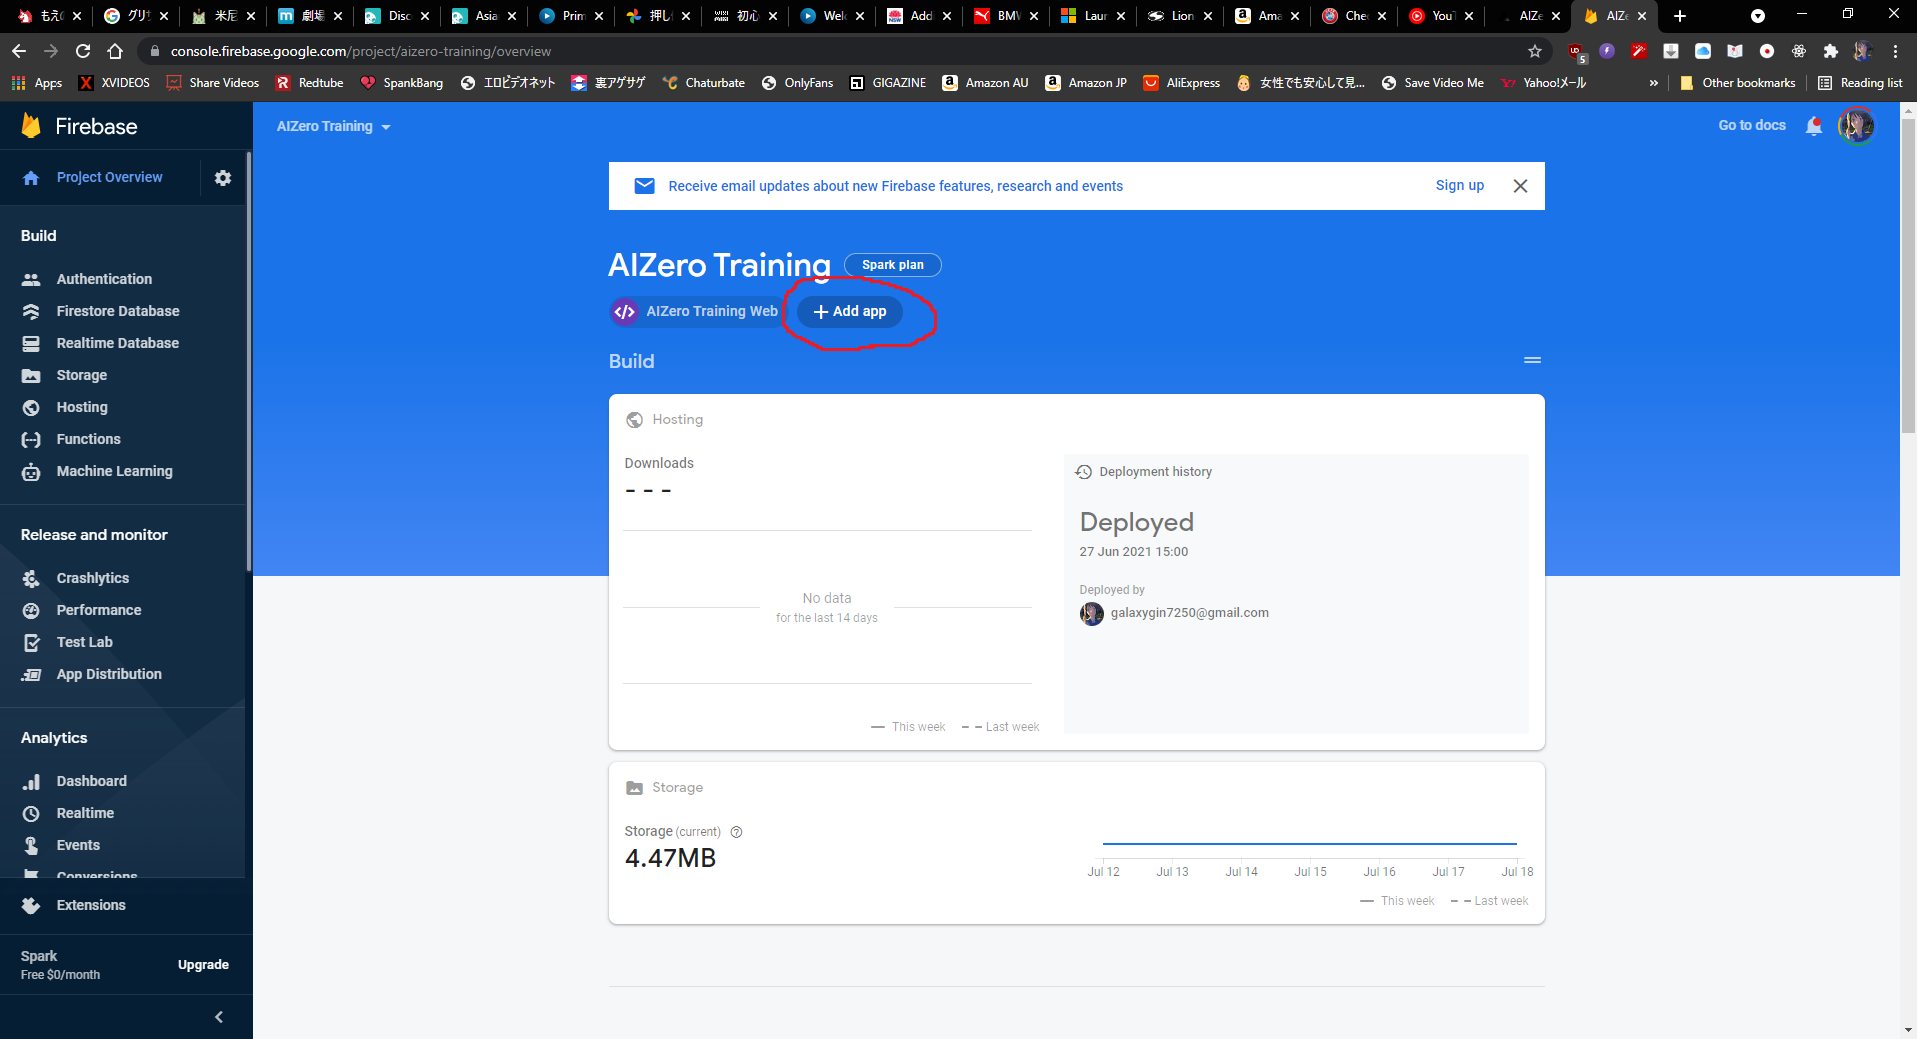 もえの
グリサ
米尼
劇場
Disc
Asia
Prim
押し
初心
Welc
Addi
BMW
Laun
Lion
Ama
Chec
YouT
AIZe
AIZe
console.firebase.google.com/project/aizero-training/overview
5
Apps
XVIDEOS
Share Videos
Redtube
SpankBang
エロビデオネット
裏アゲサゲ
Chaturbate
OnlyFans
GIGAZINE
Amazon AU
Amazon JP
AliExpress
女性でも安心して見...
Save Video Me
Yahoo!メール
»
Other bookmarks
Reading list
Firebase
AIZero Training
Go to docs
Project Overview
Receive email updates about new Firebase features, research and events
Sign up
Build
Authentication
Firestore Database
Realtime Database
Storage
Hosting
Functions
Machine Learning
Release and monitor
Crashlytics
Performance
Test Lab
App Distribution
Analytics
Dashboard
Realtime
Events
Conversions
Extensions
Spark
Free $0/month
Upgrade
AIZero Training
Spark plan
AIZero Training Web
Add app
Build
Hosting
Downloads
- - -
No data
for the last 14 days
This week
Last week
Deployment history
Deployed
27 Jun 2021 15:00
Deployed by
galaxygin7250@gmail.com
Storage
Storage (current)
4.47MB
Jul 12 Jul 13 Jul 14 Jul 15 Jul 16 Jul 17 Jul 18
This week
Last week